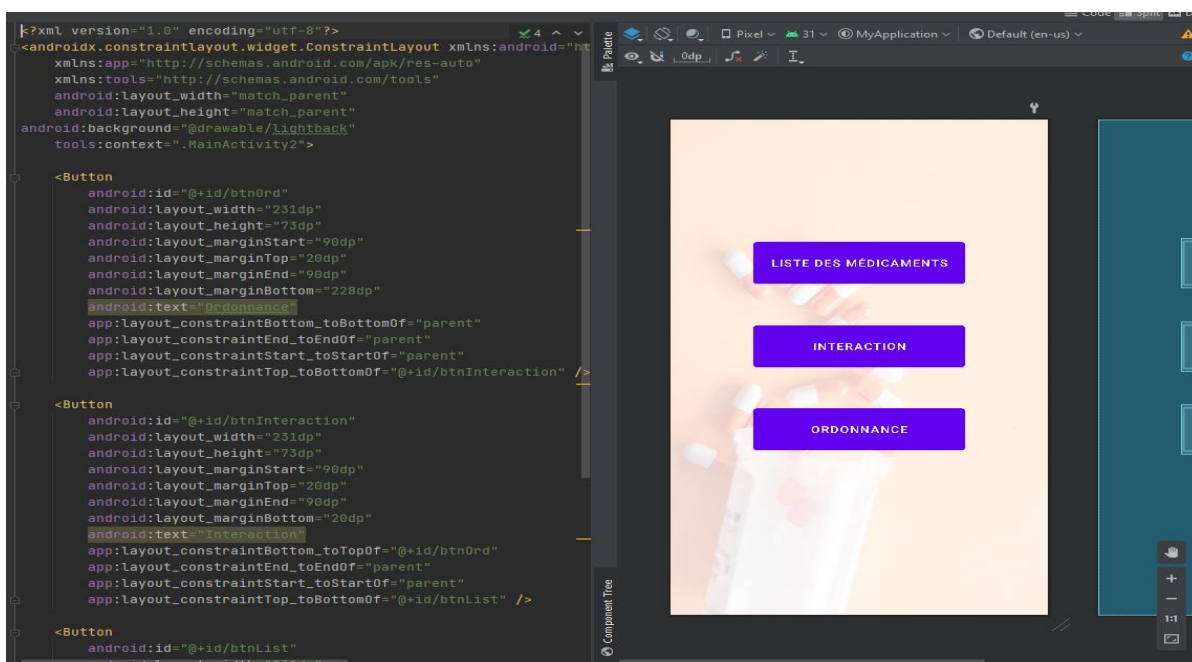 Code Split
<?xml version="1.0" encoding="utf-8"?>
4
<androidx.constraintlayout.widget.ConstraintLayout xmlns:android="ht
xmlns:app="http://schemas.android.com/apk/res-auto"
xmlns:tools="http://schemas.android.com/tools"
android:layout_width="match_parent"
android:layout_height="match_parent"
android:background="@drawable/lightback"
tools:context=".MainActivity2">
<Button
android:id="@+id/btnOrd"
android:layout_width="231dp"
android:layout_height="73dp"
android:layout_marginStart="90dp"
android:layout_marginTop="20dp"
android:layout_marginEnd="90dp"
android:layout_marginBottom="228dp"
android:text="Ordonnance"
app:layout_constraintBottom_toBottomOf="parent"
app:layout_constraintEnd_toEndOf="parent"
app:layout_constraintStart_toStartOf="parent"
app:layout_constraintTop_toBottomOf="@+id/btnInteraction" />
<Button
android:id="@+id/btnInteraction"
android:layout_width="231dp"
android:layout_height="73dp"
android:layout_marginStart="90dp"
android:layout_marginTop="20dp"
android:layout_marginEnd="90dp"
android:layout_marginBottom="20dp"
android:text="Interaction"
app:layout_constraintBottom_toTopOf="@+id/btnOrd"
app:layout_constraintEnd_toEndOf="parent"
app:layout_constraintStart_toStartOf="parent"
app:layout_constraintTop_toBottomOf="@+id/btnList" />
<Button
android:id="@+id/btnList"
Palette
Component Tree
Pixel 31 MyApplication Default (en-us)
0dp
LISTE DES MÉDICAMENTS
INTERACTION
ORDONNANCE
1:1